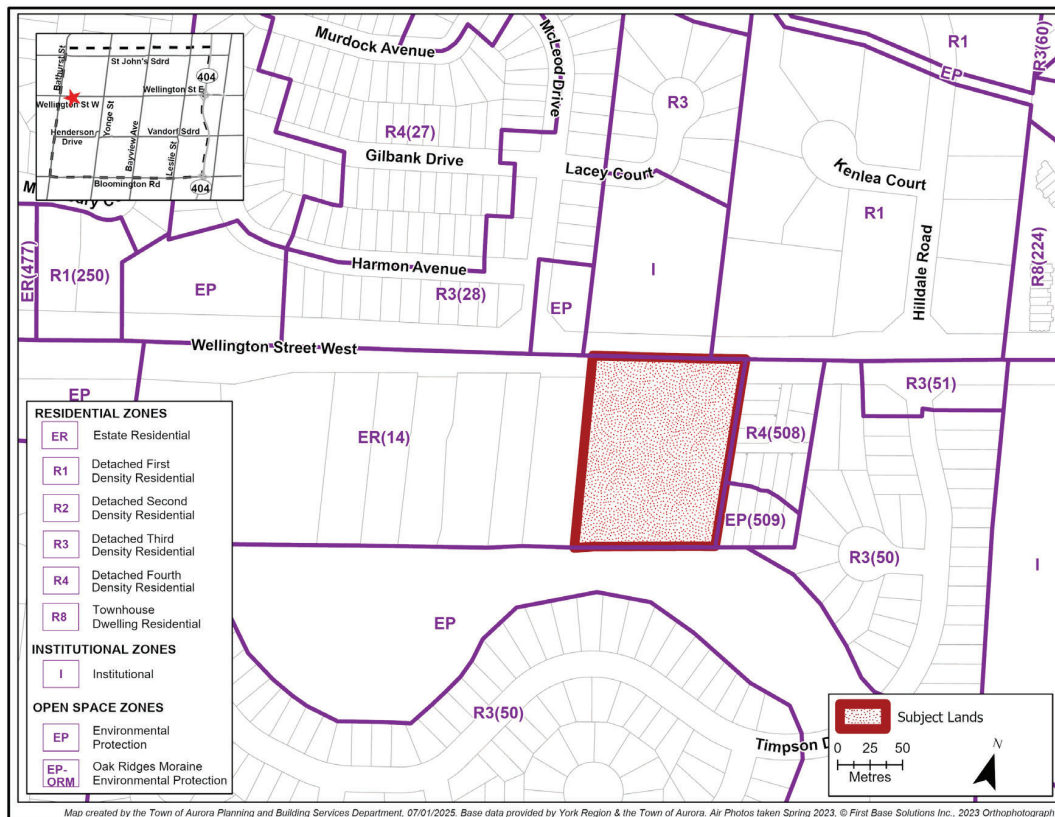 Bathurst St
St John's Sdrd
404
Wellington St W
Wellington St E
Yonge St
Bayview Ave
Leslie St
Henderson
Drive
Vandorf Sdrd
Bloomington Rd
404
Murdock Avenue
McLeod Drive
R4(27)
Gilbank Drive
R3
Lacey Court
R1
EP
R3(60)
Kenlea Court
R1
Hilldale Road
R8(224)
ER(477)
R1(250)
EP
Harmon Avenue
R3(28)
EP
I
Wellington Street West
EP
ER(14)
R4(508)
EP(509)
R3(51)
R3(50)
I
EP
R3(50)
Timpson D
RESIDENTIAL ZONES
ER Estate Residential
R1 Detached First
Density Residential
R2 Detached Second
Density Residential
R3 Detached Third
Density Residential
R4 Detached Fourth
Density Residential
R8 Townhouse
Dwelling Residential
INSTITUTIONAL ZONES
I Institutional
OPEN SPACE ZONES
EP Environmental
Protection
EP-
ORM Oak Ridges Moraine
Environmental Protection
Subject Lands
0 25 50
Metres
N
Map created by the Town of Aurora Planning and Building Services Department, 07/01/2025. Base data provided by York Region & the Town of Aurora. Air Photos taken Spring 2023, © First Base Solutions Inc., 2023 Orthophotograph